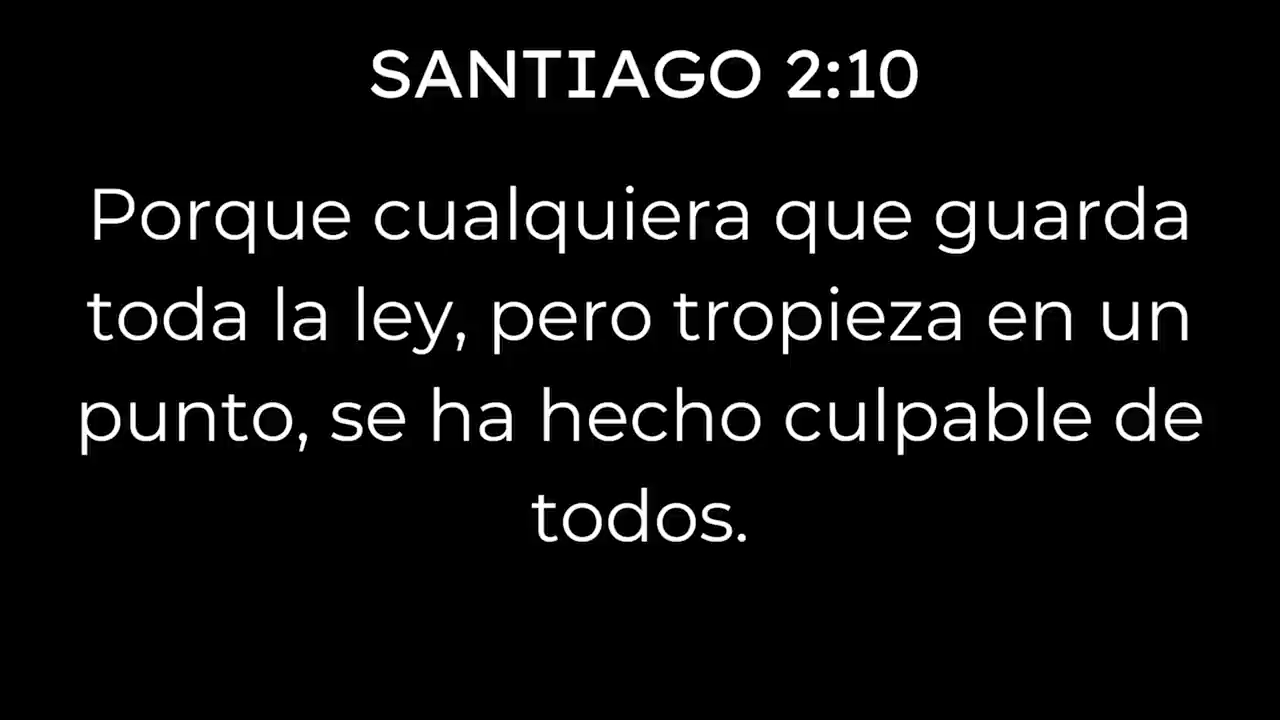 SANTIAGO 2:10
Porque cualquiera que guarda
toda la ley, pero tropieza en un
punto, se ha hecho culpable de
todos.